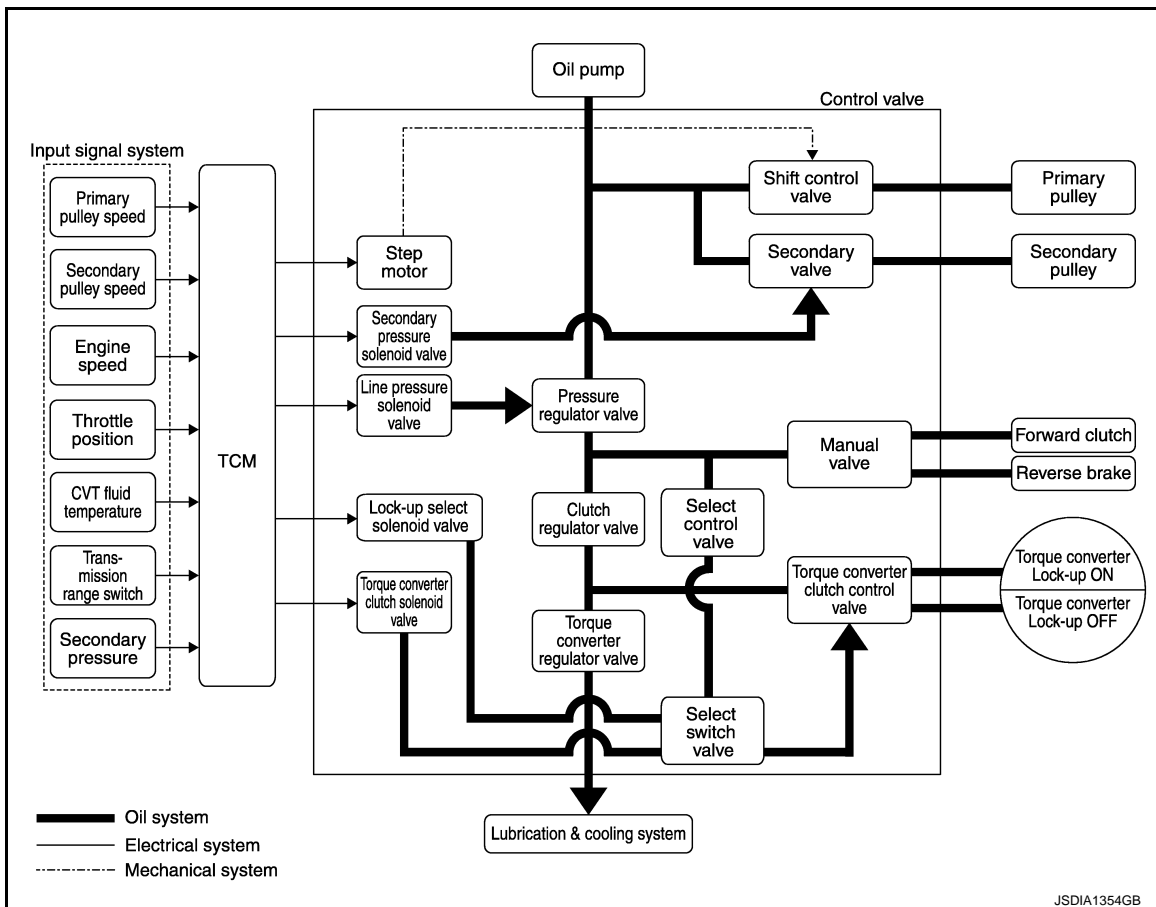 Oil pump
Control valve
Input signal system
Primary
pulley speed
Secondary
pulley speed
Engine
speed
Throttle
position
CVT fluid
temperature
Trans-
mission
range switch
Secondary
pressure
TCM
Step
motor
Secondary
pressure
solenoid valve
Line pressure
solenoid
valve
Lock-up select
solenoid valve
Torque converter
clutch solenoid
valve
Pressure
regulator valve
Clutch
regulator valve
Torque
converter
regulator valve
Select
control
valve
Select
switch
valve
Shift control
valve
Secondary
valve
Manual
valve
Torque converter
clutch control
valve
Primary
pulley
Secondary
pulley
Forward clutch
Reverse brake
Torque converter
Lock-up ON
Torque converter
Lock-up OFF
Lubrication & cooling system
Oil system
Electrical system
Mechanical system
JSDIA1354GB